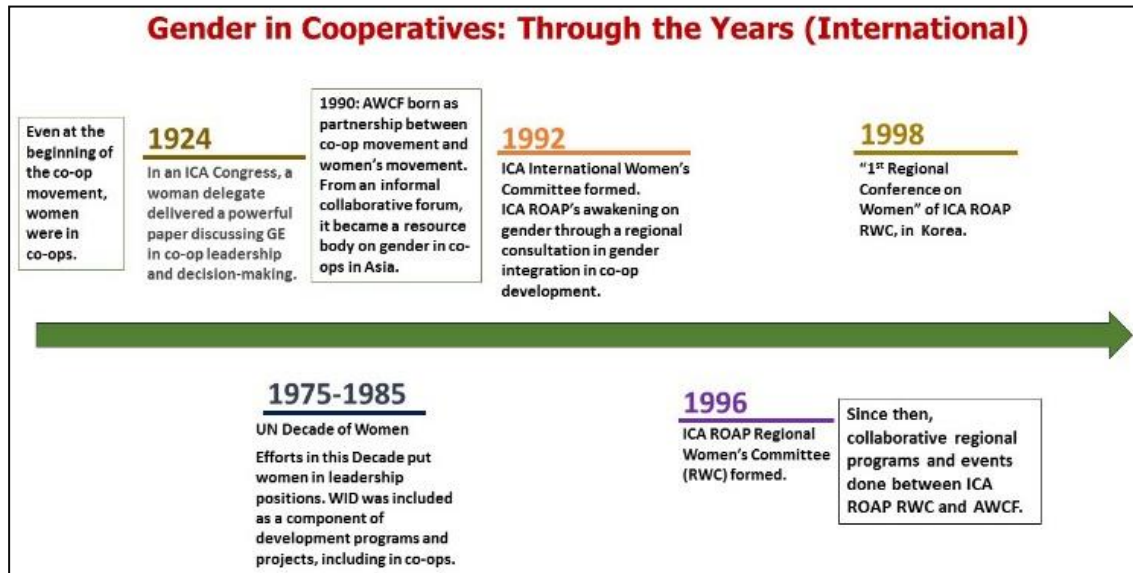 Gender in Cooperatives: Through the Years (International)
Even at the
beginning of
the co-op
movement,
women
were in
co-ops.
1924
In an ICA Congress, a
woman delegate
delivered a powerful
paper discussing GE
in co-op leadership
and decision-making.
1990: AWCF born as
partnership between
co-op movement and
women's movement.
From an informal
collaborative forum,
it became a resource
body on gender in co-
ops in Asia.
1992
ICA International Women's
Committee formed.
ICA ROAP's awakening on
gender through a regional
consultation in gender
integration in co-op
development.
1998
"1st Regional
Conference on
Women" of ICA ROAP
RWC, in Korea.
1975-1985
UN Decade of Women
Efforts in this Decade put
women in leadership
positions. WID was included
as a component of
development programs and
projects, including in co-ops.
1996
ICA ROAP Regional
Women's Committee
(RWC) formed.
Since then,
collaborative regional
programs and events
done between ICA
ROAP RWC and AWCF.